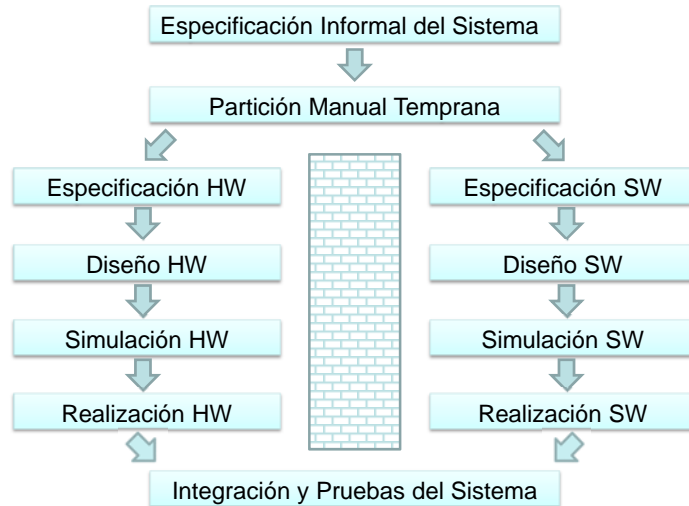 Especificación Informal del Sistema
Partición Manual Temprana
Especificación HW
Especificación SW
Diseño HW
Diseño SW
Simulación HW
Simulación SW
Realización HW
Realización SW
Integración y Pruebas del Sistema